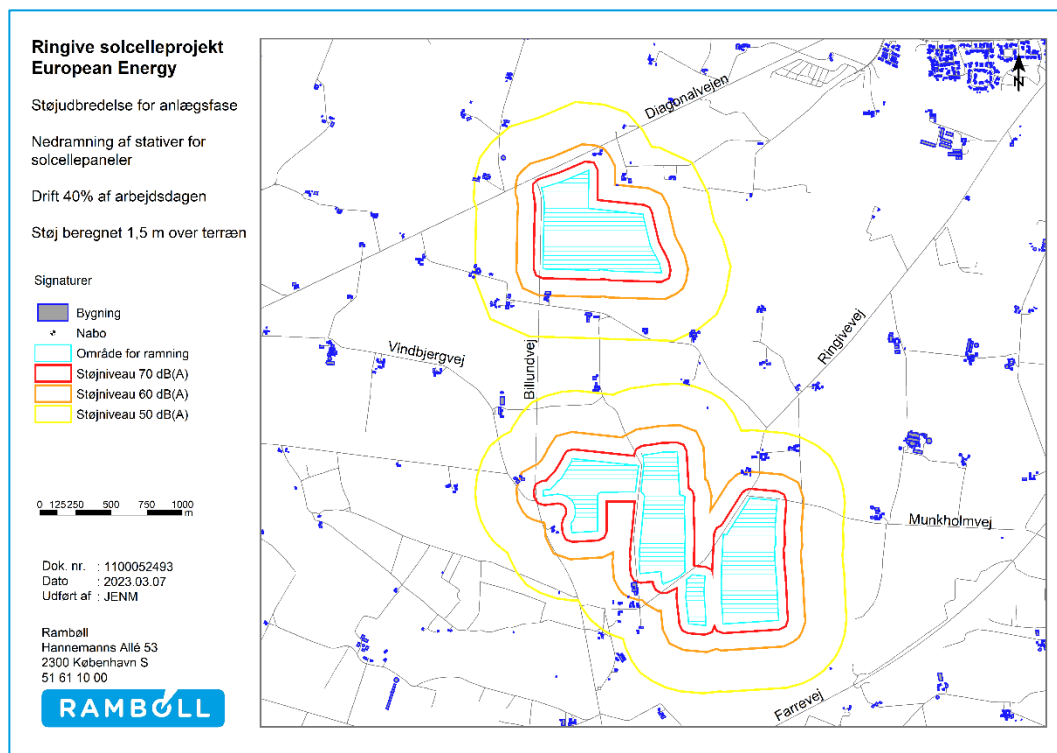 Ringive solcelleprojekt
European Energy
Støjudbredelse for anlægsfase
Nedramning af stativer for
solcellepaneler
Drift 40% af arbejdsdagen
Støj beregnet 1,5 m over terræn
Signaturer
Bygning
Nabo
Område for ramning
Støjniveau 70 dB(A)
Støjniveau 60 dB(A)
Støjniveau 50 dB(A)
0 125250 500 750 1000
m
Dok. nr. : 1100052493
Dato : 2023.03.07
Udført af : JENM
Rambøll
Hannemanns Allé 53
2300 København S
51 61 10 00
RAMBOLL
Diagonalvejen
N
Vindbjergvej
Billundvej
Ringivevej
Munkholmvej
Farrevej